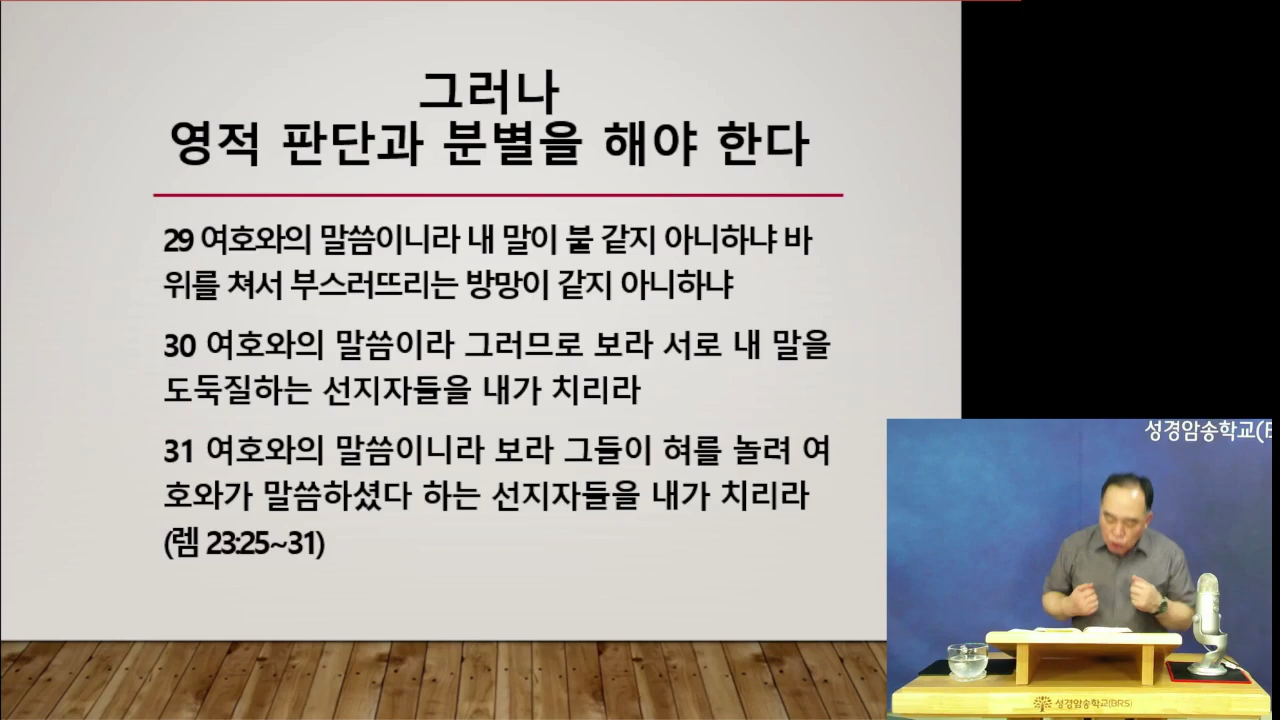 그러나
영적 판단과 분별을 해야 한다
29 여호와의 말씀이니라 내 말이 불 같지 아니하냐 바
위를 쳐서 부스러뜨리는 방망이 같지 아니하냐
30 여호와의 말씀이라 그러므로 보라 서로 내 말을
도둑질하는 선지자들을 내가 치리라
31 여호와의 말씀이니라 보라 그들이 혀를 놀려 여
호와가 말씀하셨다 하는 선지자들을 내가 치리라
(렘 23:25~31)
성경암송학교(B
성경암송학교(BRS)